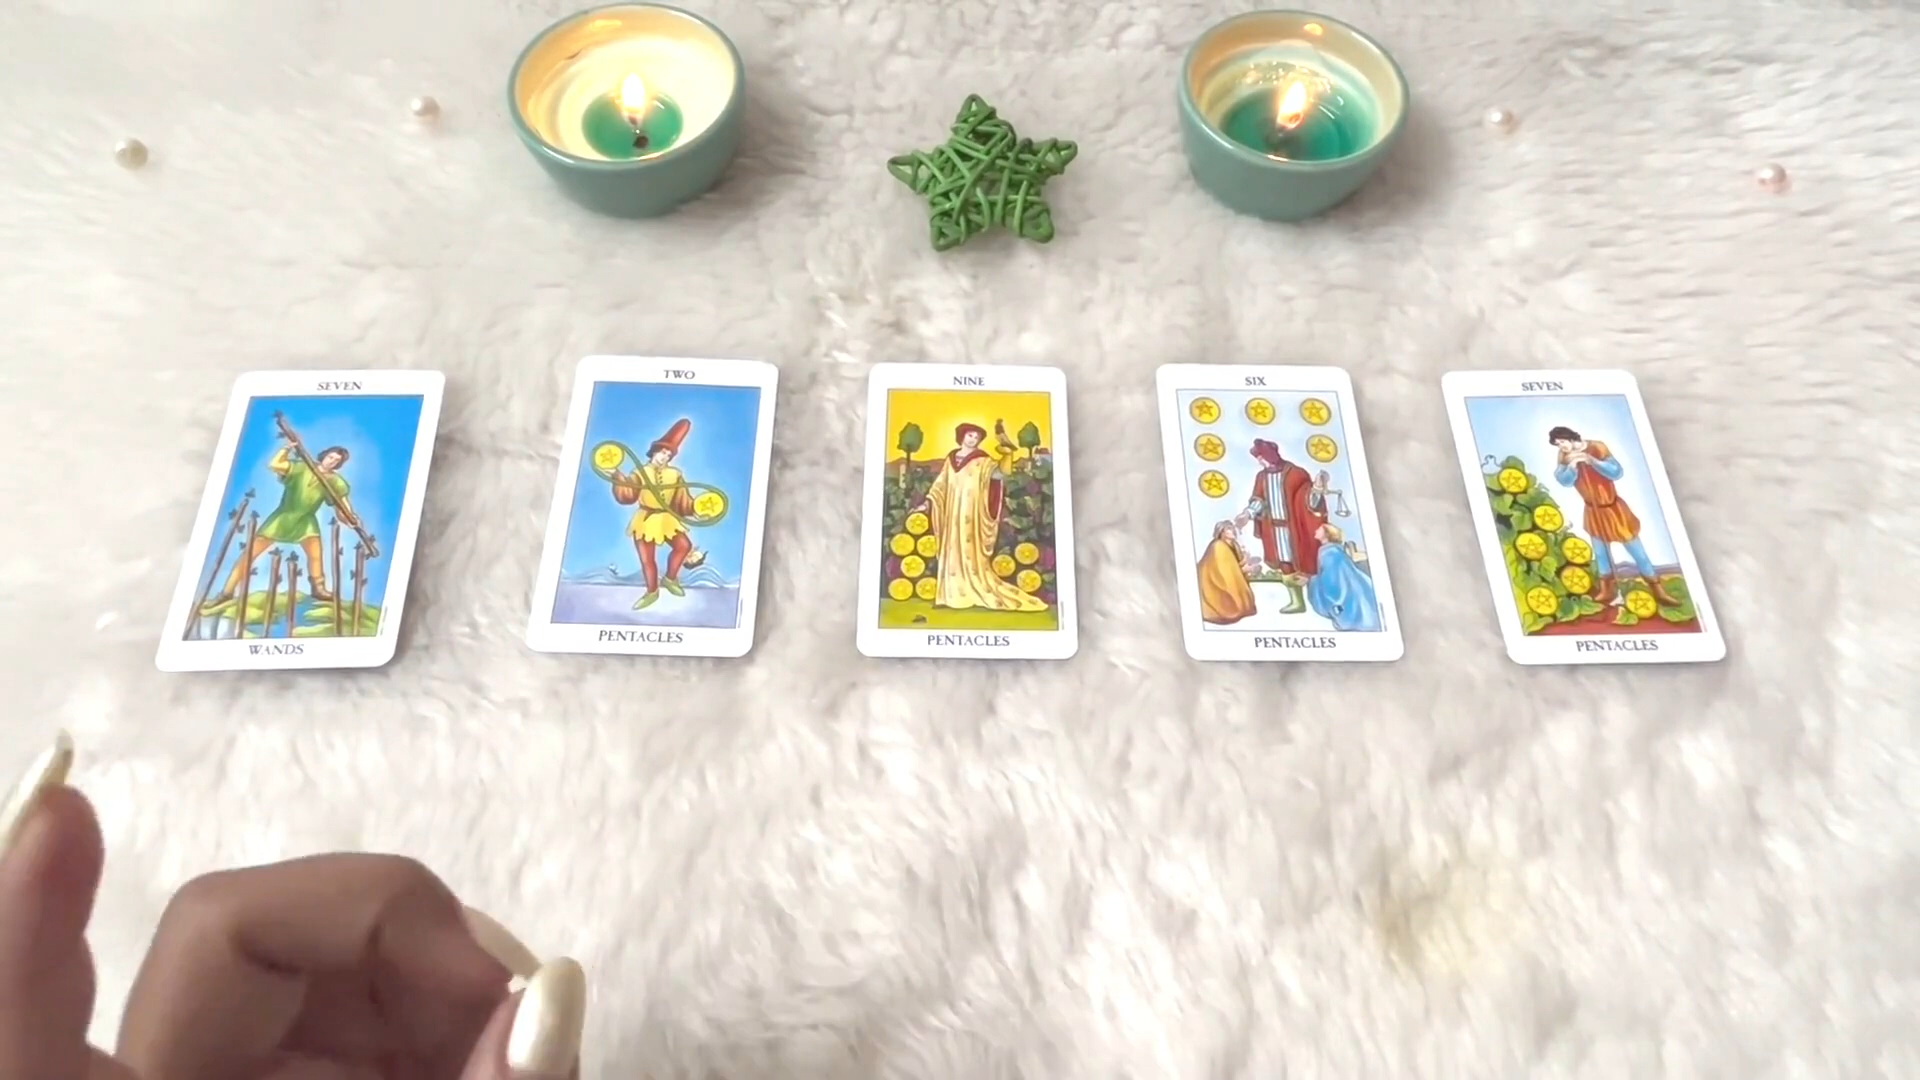 SEVEN
WANDS
TWO
PENTACLES
NINE
PENTACLES
SIX
PENTACLES
SEVEN
PENTACLES